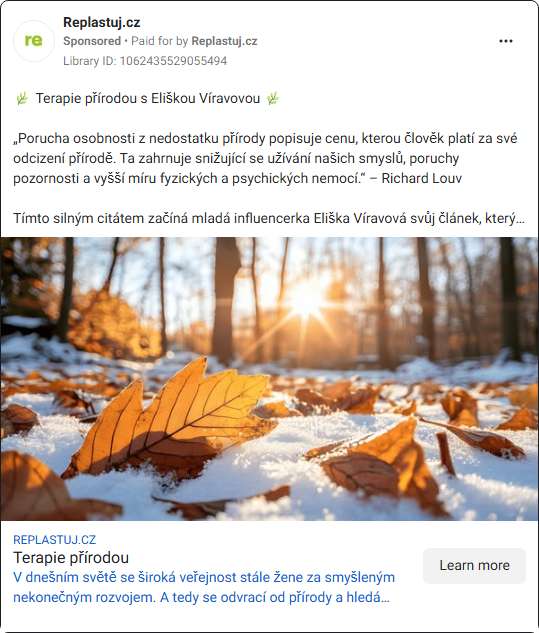 re
Replastuj.cz
Sponsored • Paid for by Replastuj.cz
Library ID: 1062435529055494
🌿 Terapie přírodou s Eliškou Víravovou 🌿
„Porucha osobnosti z nedostatku přírody popisuje cenu, kterou člověk platí za své
odcizení přírodě. Ta zahrnuje snižující se užívání našich smyslů, poruchy
pozornosti a vyšší míru fyzických a psychických nemocí.“ – Richard Louv
Tímto silným citátem začíná mladá influencerka Eliška Víravová svůj článek, který…
REPLASTUJ.CZ
Terapie přírodou
V dnešním světě se široká veřejnost stále žene za smyšleným
nekonečným rozvojem. A tedy se odvrací od přírody a hledá…
Learn more